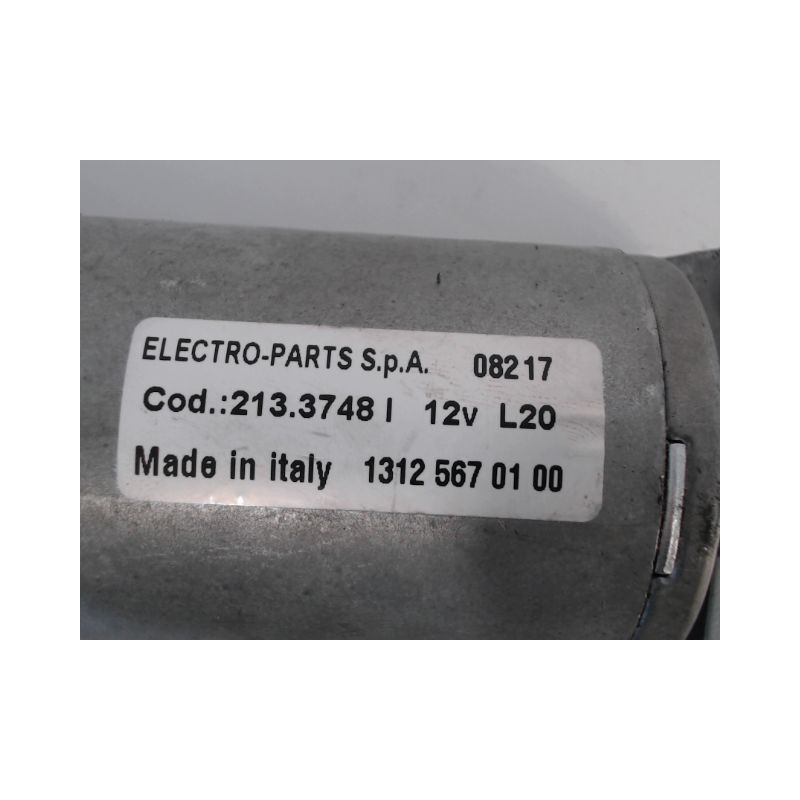 ELECTRO-PARTS S.p.A. 08217
Cod.:213.3748 I 12v L20
Made in italy 1312 567 01 00